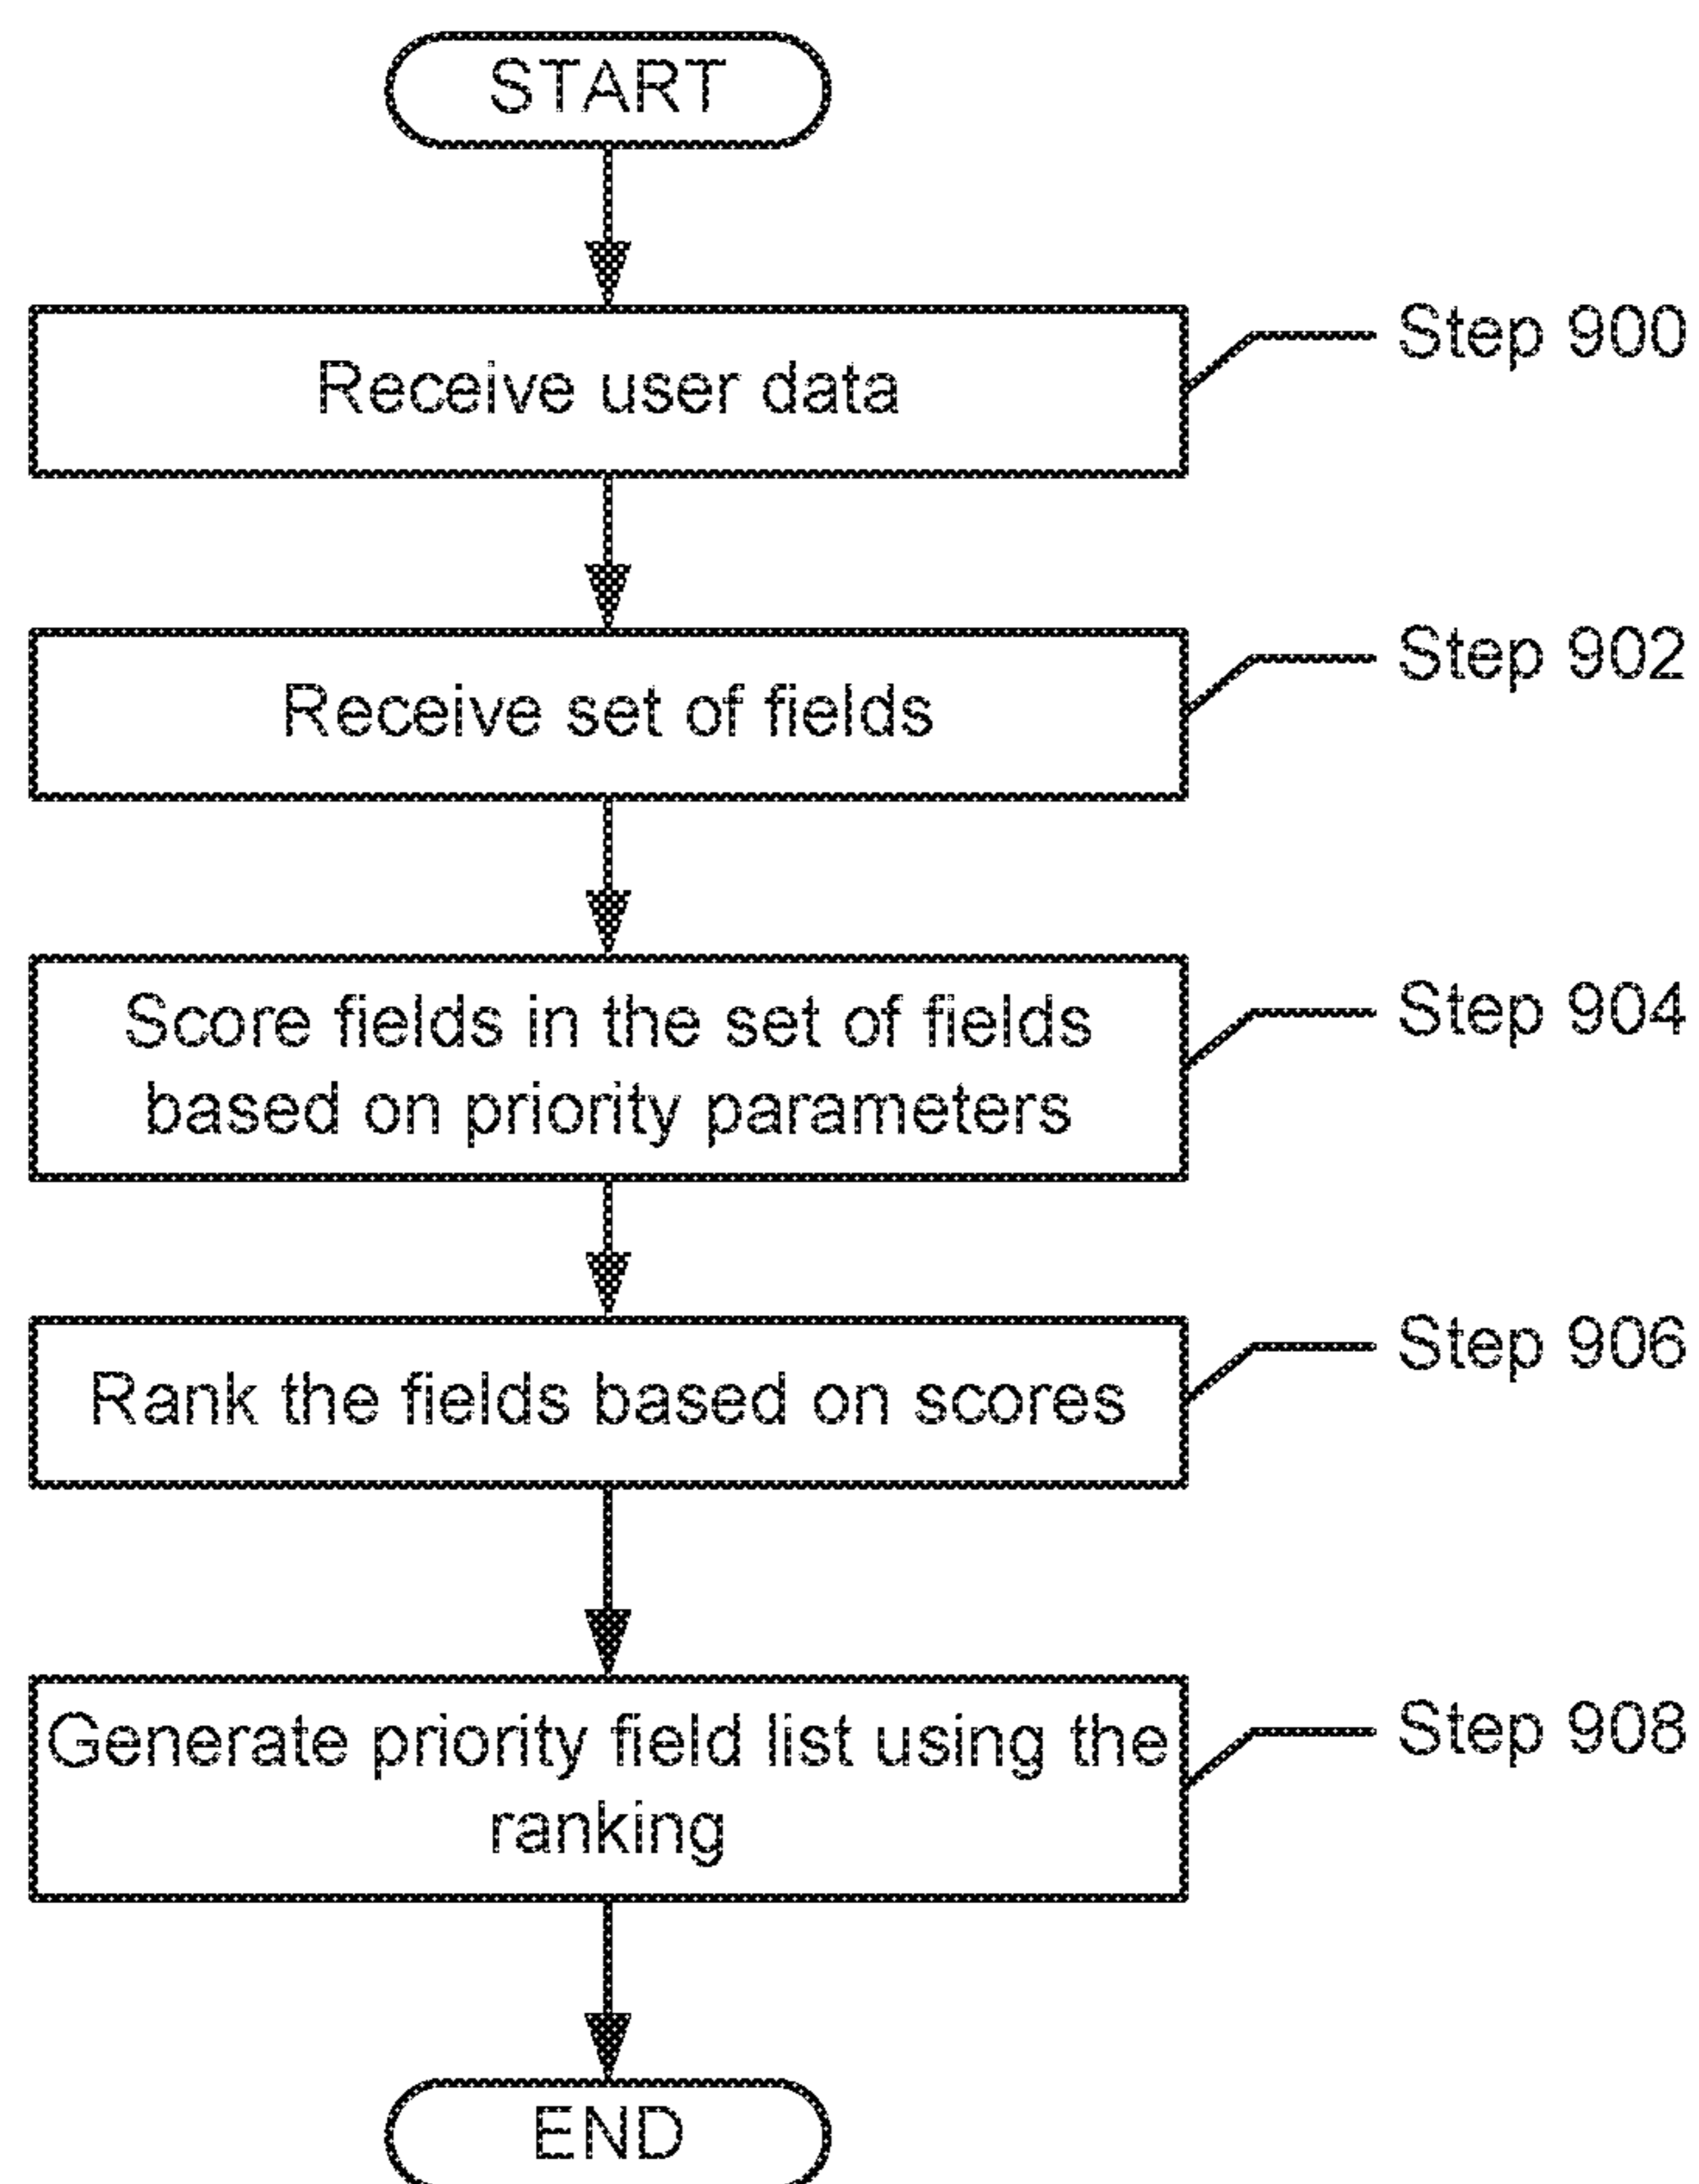 START
Receive user data
Step 900
Receive set of fields
Step 902
Score fields in the set of fields
based on priority parameters
Step 904
Rank the fields based on scores
Step 906
Generate priority field list using the
ranking
Step 908
END